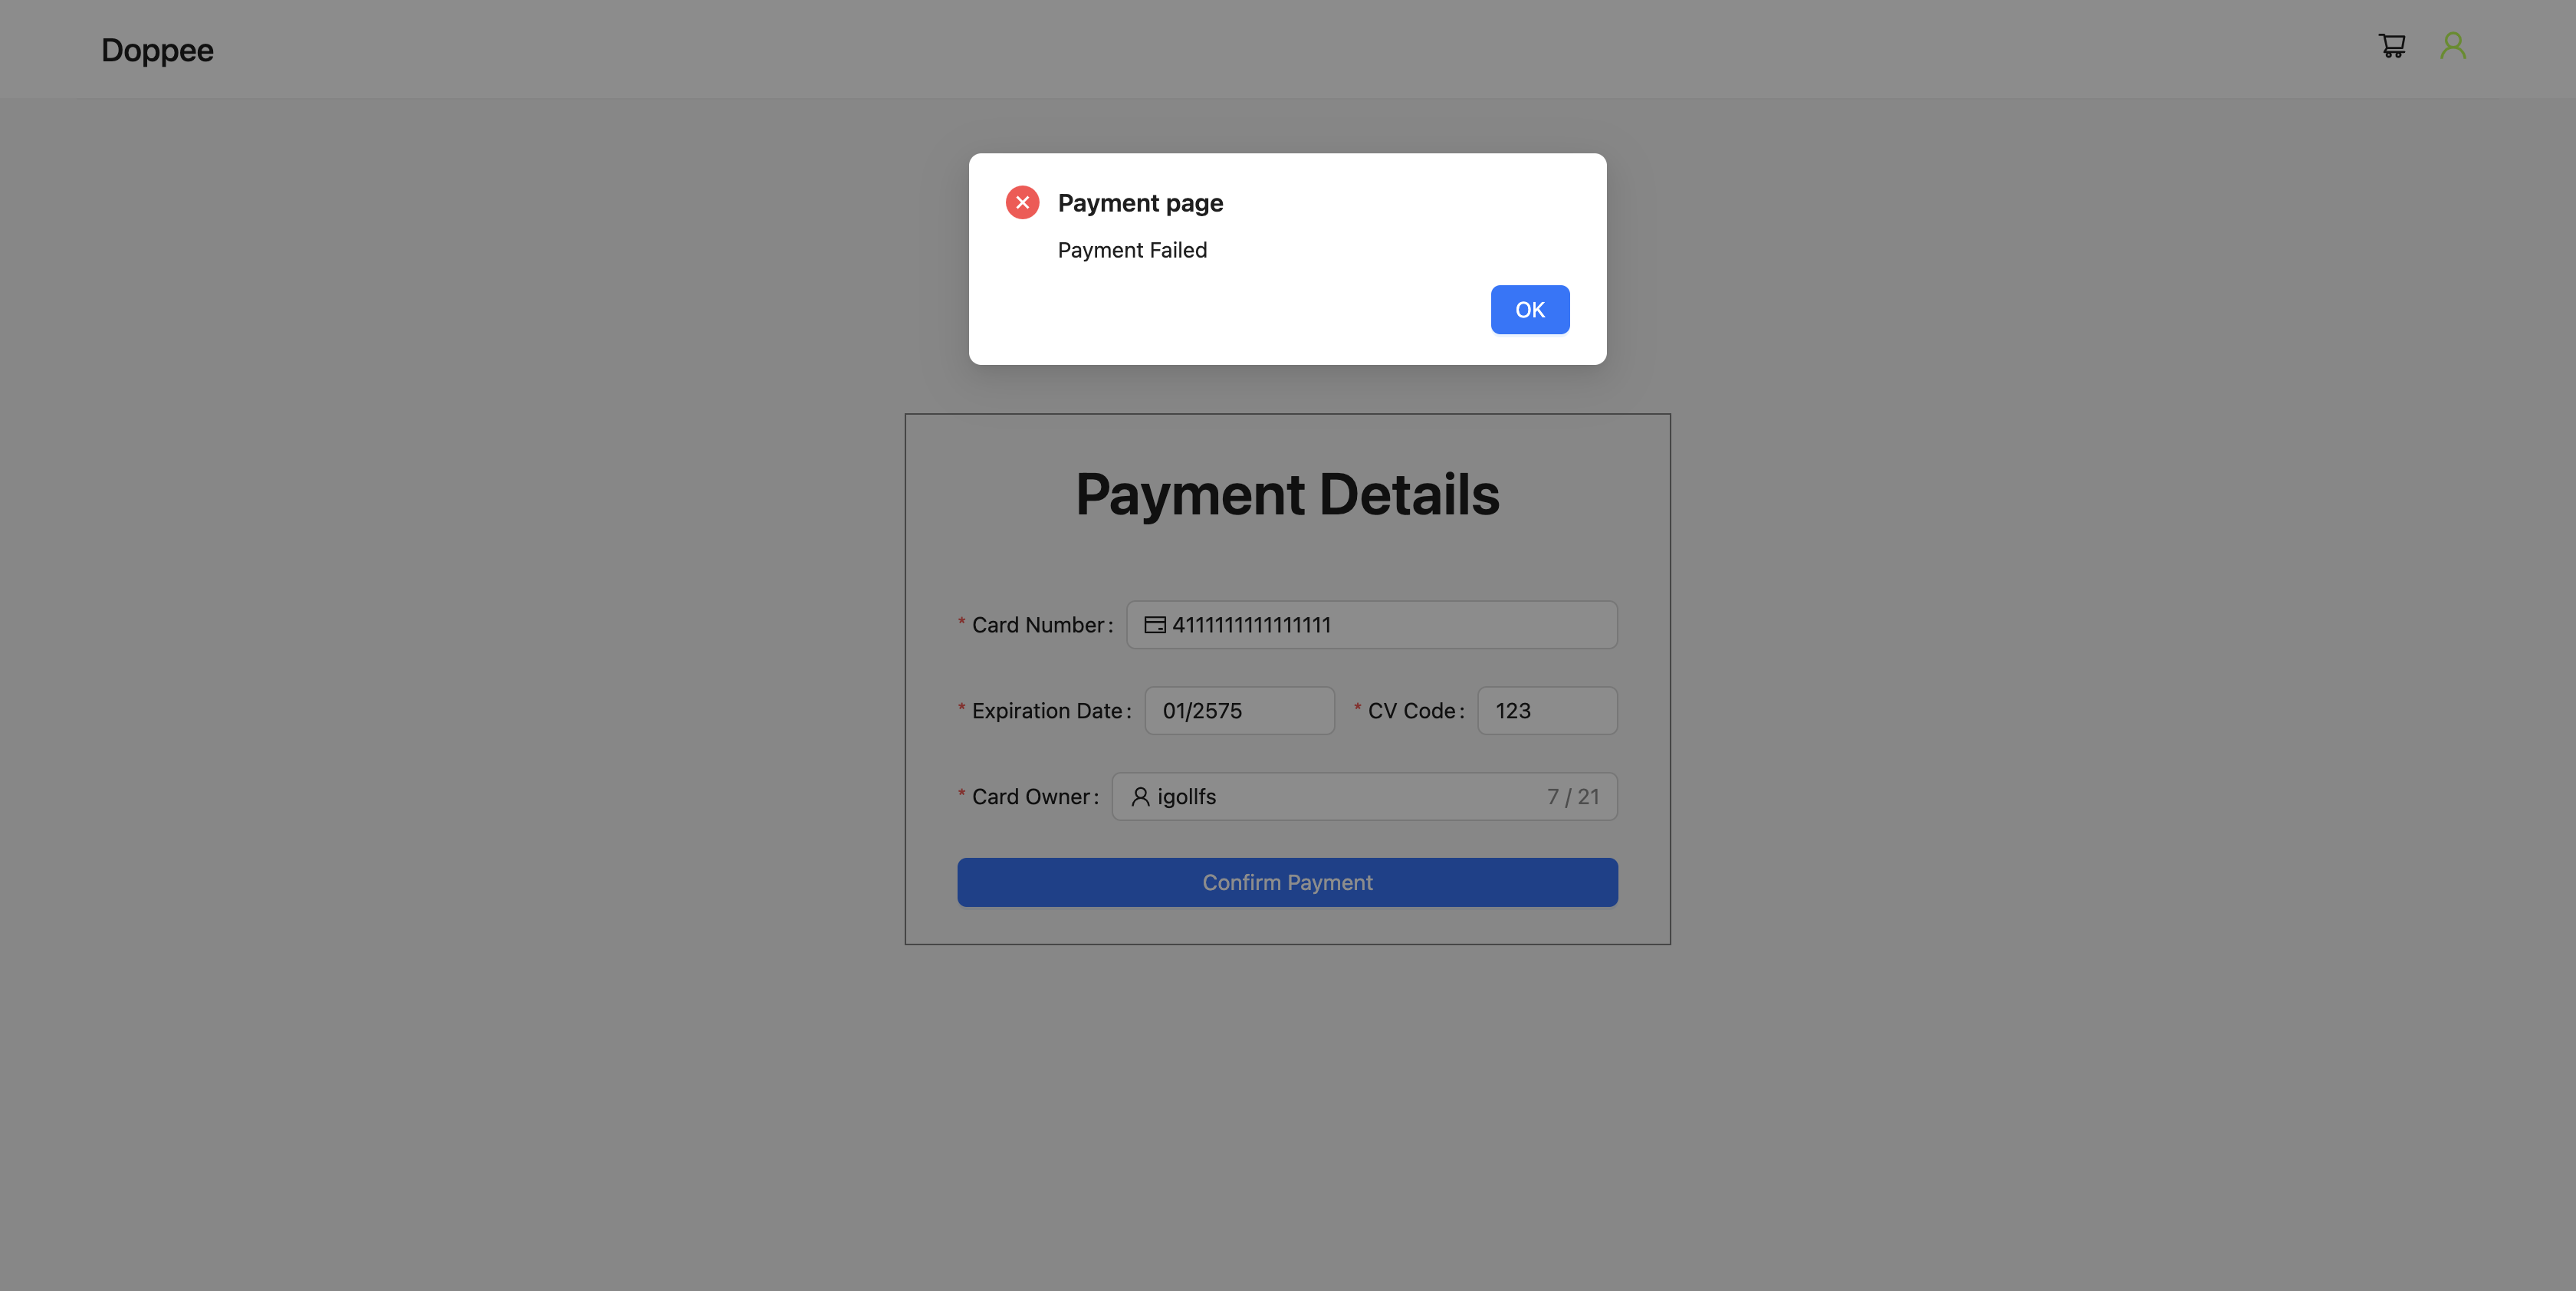 Doppee
Payment page
Payment Failed
OK
Payment Details
* Card Number: 4111111111111111
* Expiration Date: 01/2575 * CV Code: 123
* Card Owner: igollfs 7 / 21
Confirm Payment